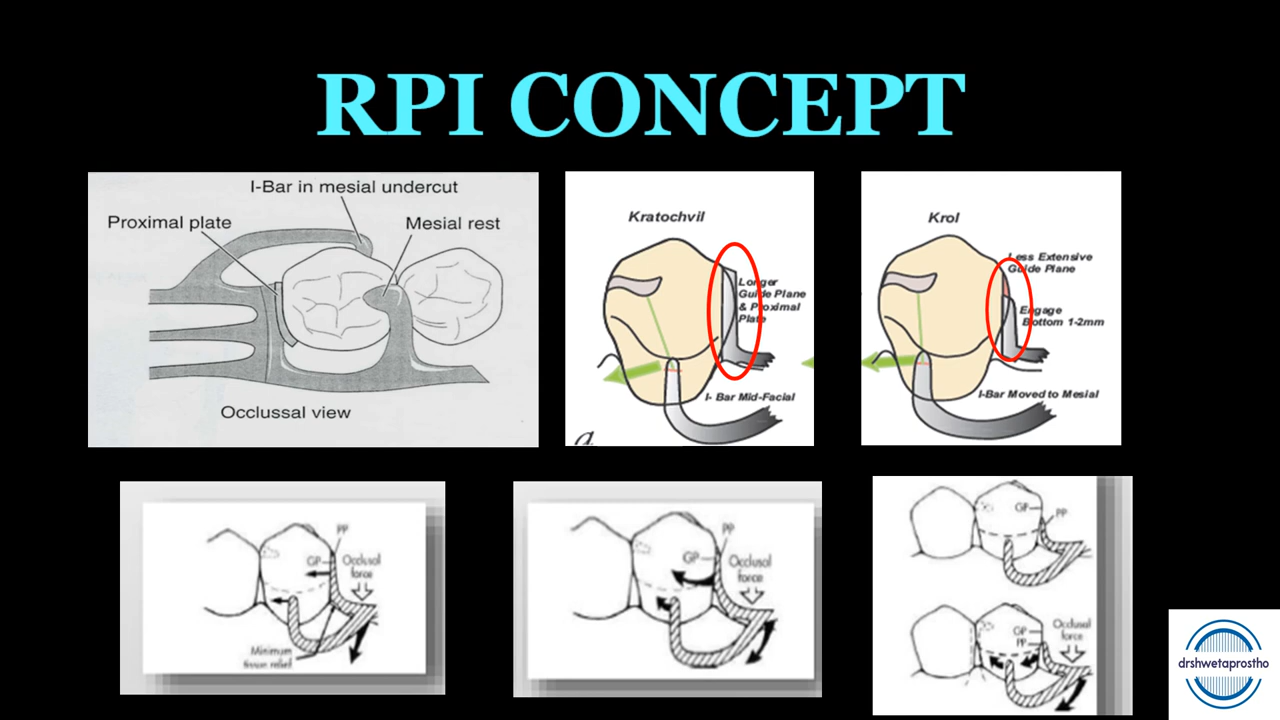 RPI CONCEPT
I-Bar in mesial undercut
Proximal plate
Mesial rest
Occlussal view
Kratochvil
Longer
Guide Plane
& Proximal
Plate
I- Bar Mid-Facial
a
Krol
Less Extensive
Guide Plane
Engage
Bottom 1-2mm
I-Bar Moved to Mesial
PP
GP
Occlusal
force
Minimum
tissue relief
PP
GP
Occlusal
force
GP
PP
GP
PP
Occlusal
force
drshwetaprostho